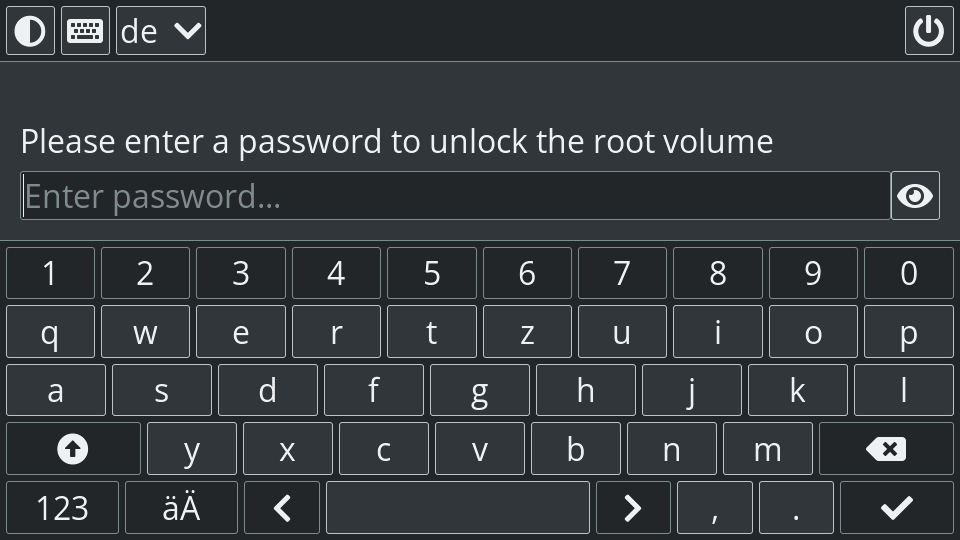 de
Please enter a password to unlock the root volume
Enter password...
1 2 3 4 5 6 7 8 9 0
q w e r t z u i o p
a s d f g h j k l
y x c v b n m
123 äÄ , .